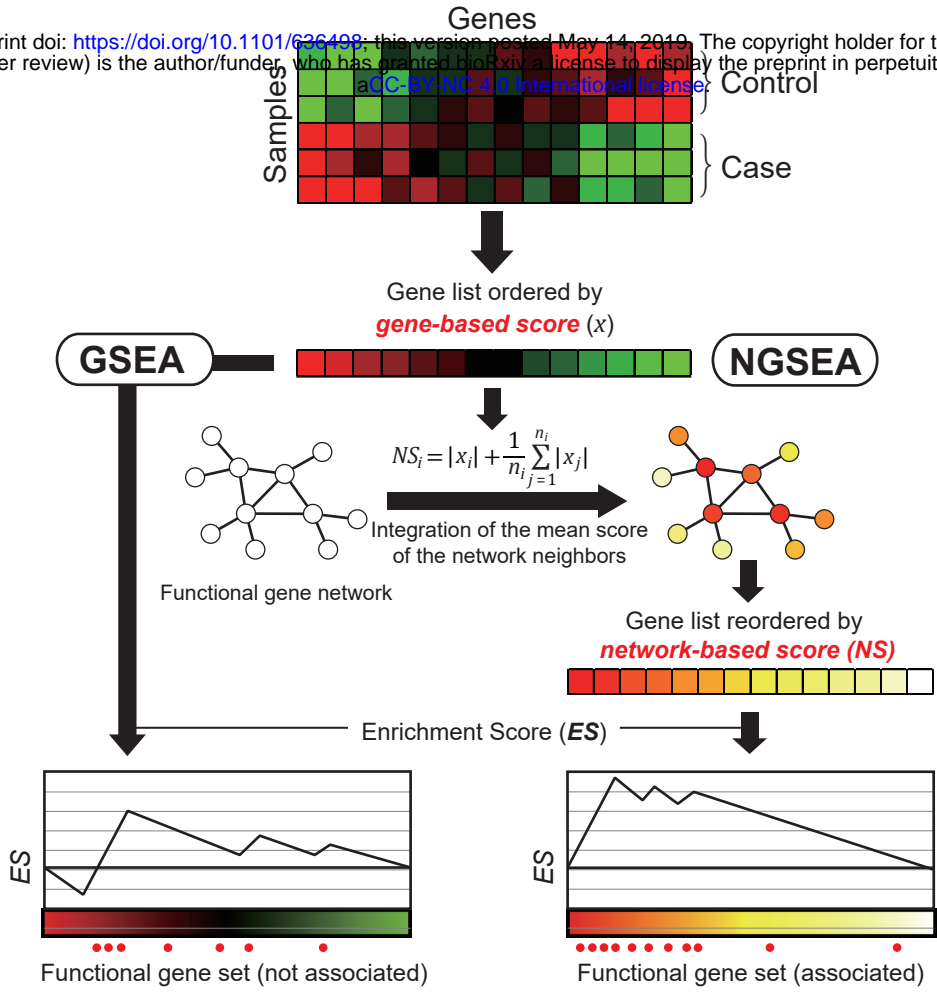 Genes
rint doi: https://doi.org/10.1101/636498; this version posted May 14, 2019. The copyright holder for t
er review) is the author/funder, who has granted bioRxiv a license to display the preprint in perpetuit
aCC-BY-NC 4.0 International license.
Samples
Control
Case
Gene list ordered by
gene-based score (x)
GSEA
NGSEA
NS_i = |x_i| + \frac{1}{n_i} \sum_{j=1}^{n_i} |x_j|
Integration of the mean score
of the network neighbors
Functional gene network
Gene list reordered by
network-based score (NS)
Enrichment Score (ES)
ES
ES
Functional gene set (not associated)
Functional gene set (associated)